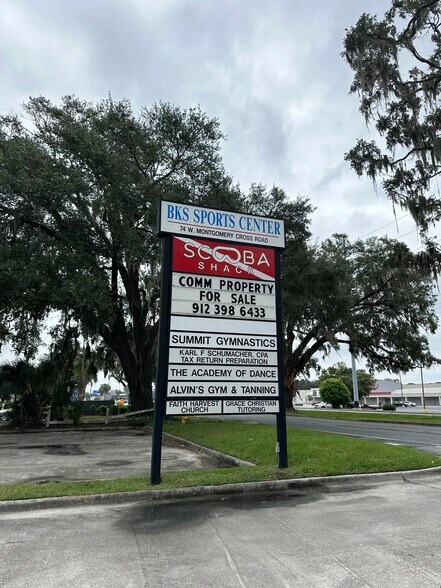 BKS SPORTS CENTER
74 W. MONTGOMERY CROSS ROAD
SCOOBA
SHACK
COMM PROPERTY
FOR SALE
912 398 6433
SUMMIT GYMNASTICS
KARL F SCHUMACHER, CPA
TAX RETURN PREPARATION
THE ACADEMY OF DANCE
ALVIN'S GYM & TANNING
FAITH HARVEST CHURCH
GRACE CHRISTIAN TUTORING